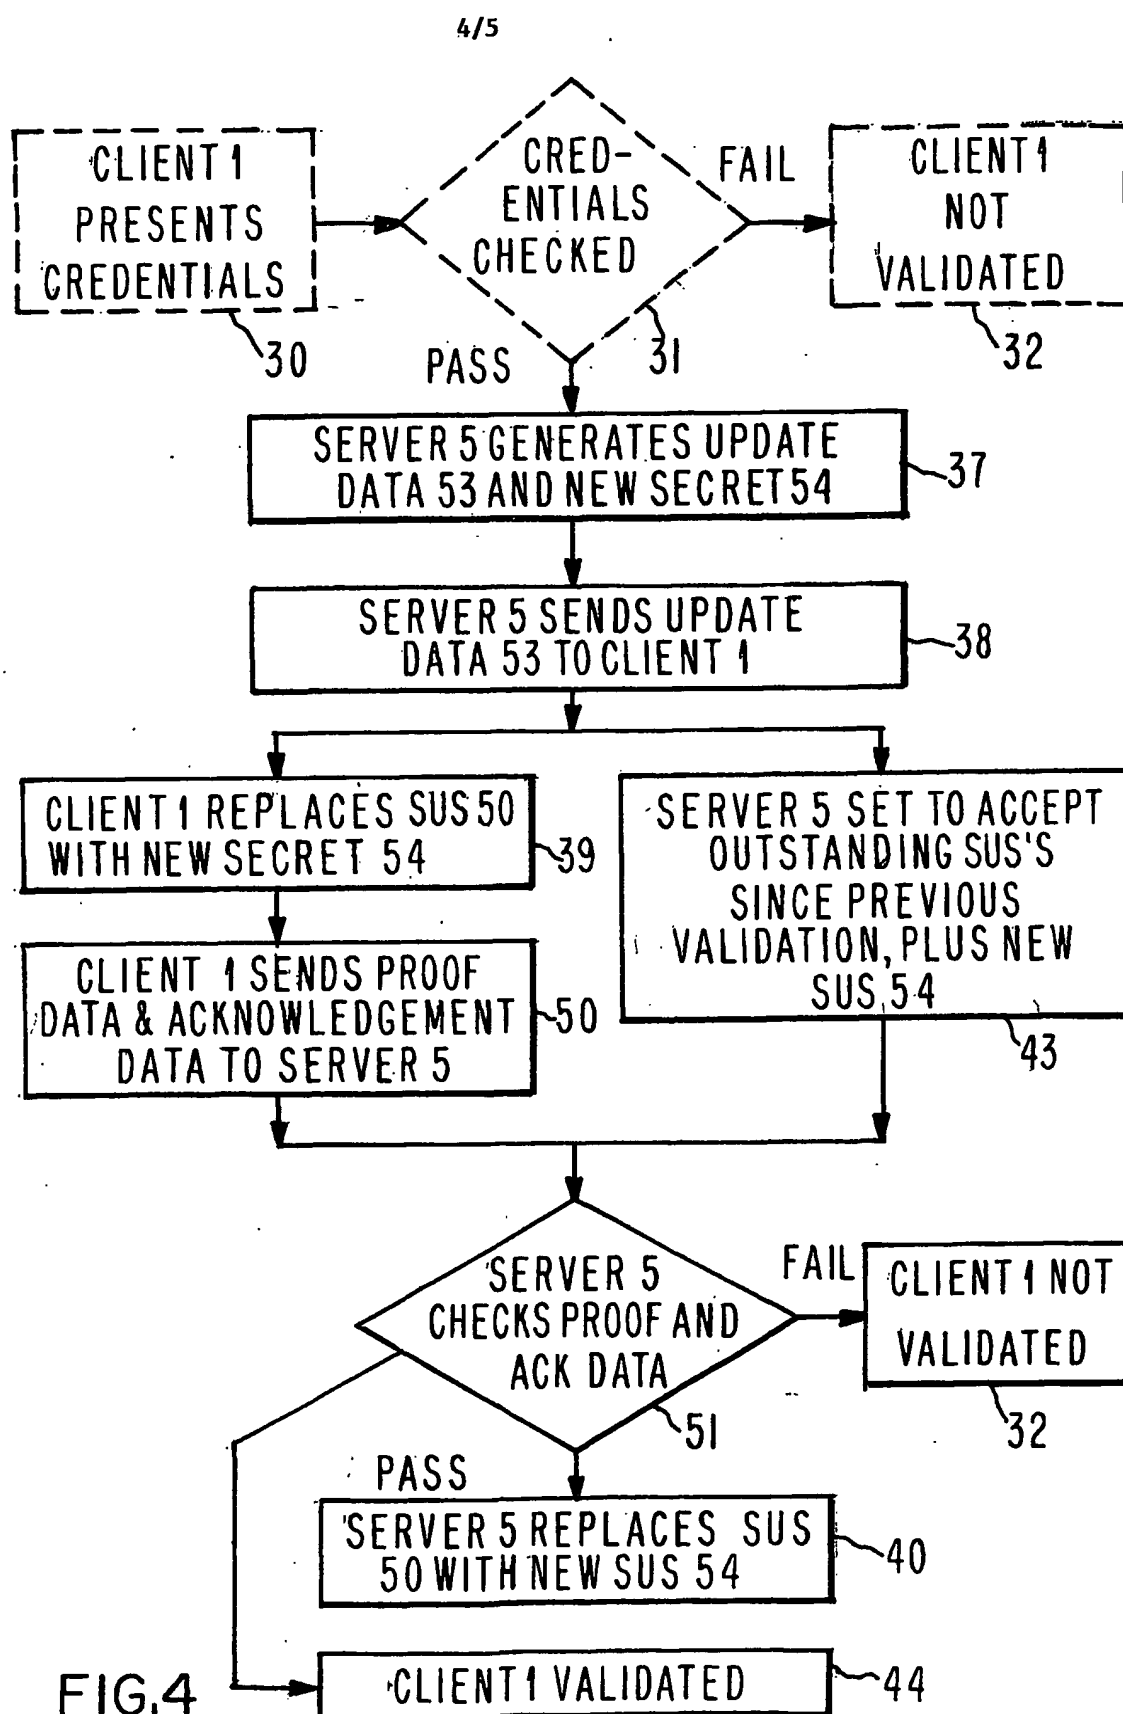 4/5
CLIENT 1
PRESENTS
CREDENTIALS
30
CRED-
ENTIALS
CHECKED
31
FAIL
CLIENT 1
NOT
VALIDATED
32
PASS
SERVER 5 GENERATES UPDATE
DATA 53 AND NEW SECRET 54
37
SERVER 5 SENDS UPDATE
DATA 53 TO CLIENT 1
38
CLIENT 1 REPLACES SUS 50
WITH NEW SECRET 54
39
SERVER 5 SET TO ACCEPT
OUTSTANDING SUS'S
SINCE PREVIOUS
VALIDATION, PLUS NEW
SUS 54
43
CLIENT 1 SENDS PROOF
DATA & ACKNOWLEDGEMENT
DATA TO SERVER 5
50
SERVER 5
CHECKS PROOF AND
ACK DATA
51
FAIL
CLIENT 1 NOT
VALIDATED
32
PASS
SERVER 5 REPLACES SUS
50 WITH NEW SUS 54
40
CLIENT 1 VALIDATED
44
FIG.4